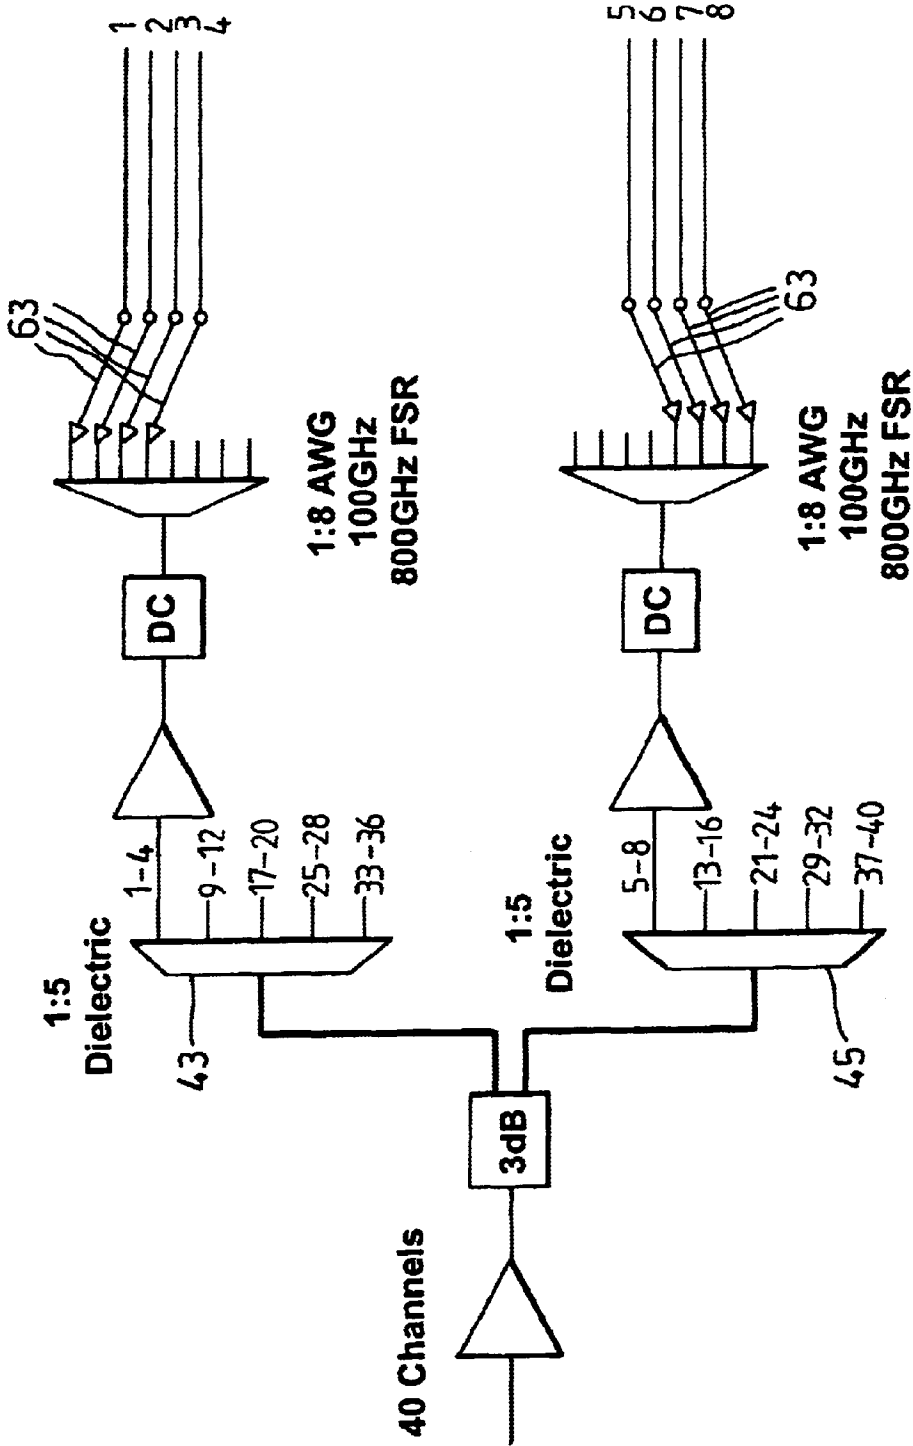 40 Channels
3dB
1:5
Dielectric
43
1-4
9-12
17-20
25-28
33-36
DC
1:8 AWG
100GHz
800GHz FSR
63
1
2
3
4
1:5
Dielectric
45
5-8
13-16
21-24
29-32
37-40
DC
1:8 AWG
100GHz
800GHz FSR
63
5
6
7
8